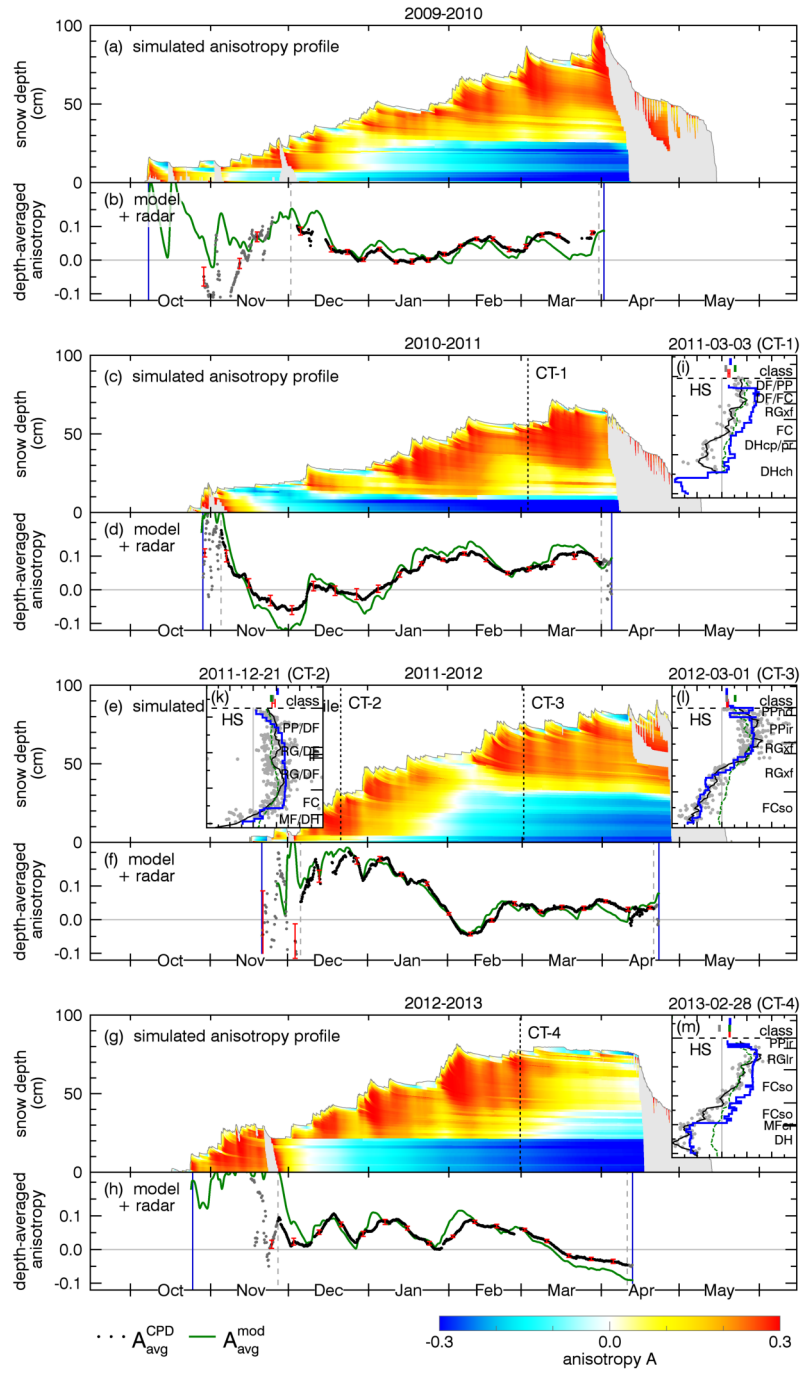 2009-2010
(a) simulated anisotropy profile
100
50
0
snow depth
(cm)
(b) model
+ radar
0.1
0.0
-0.1
depth-averaged
anisotropy
Oct Nov Dec Jan Feb Mar Apr May
2010-2011
2011-03-03 (CT-1)
(c) simulated anisotropy profile
CT-1
100
50
0
snow depth
(cm)
(i)
class
HS
DF/PP
DF/FC
RGxf
FC
DHcp/pr
DHch
(d) model
+ radar
0.1
0.0
-0.1
depth-averaged
anisotropy
Oct Nov Dec Jan Feb Mar Apr May
2011-12-21 (CT-2)
2011-2012
2012-03-01 (CT-3)
(e) simulated
CT-2
CT-3
100
50
0
snow depth
(cm)
(k)
class
HS
PP/DF
RG/DF
RG/DF
FC
MF/DH
(l)
class
HS
PPir
RGxf
RGxf
FCso
(f) model
+ radar
0.1
0.0
-0.1
depth-averaged
anisotropy
Oct Nov Dec Jan Feb Mar Apr May
2012-2013
2013-02-28 (CT-4)
(g) simulated anisotropy profile
CT-4
100
50
0
snow depth
(cm)
(m)
class
HS
PPir
RGlr
FCso
FCso
MFcr
DH
(h) model
+ radar
0.1
0.0
-0.1
depth-averaged
anisotropy
Oct Nov Dec Jan Feb Mar Apr May
A CPD avg
A mod avg
-0.3 0.0 0.3
anisotropy A